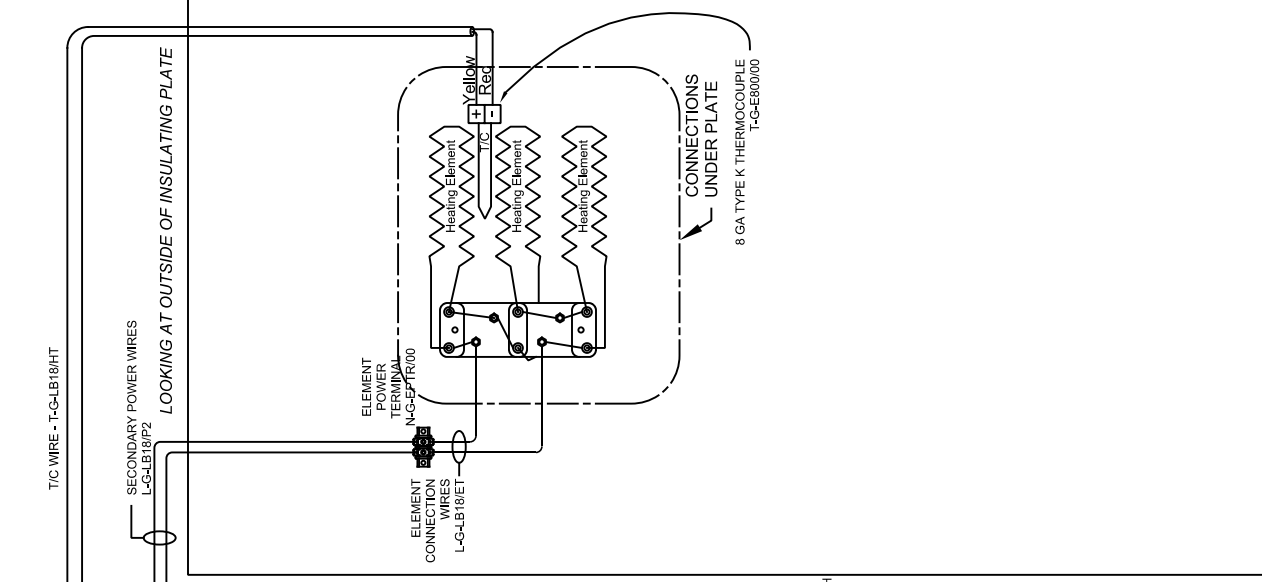 T/C WIRE - T-G-LB18/HT
SECONDARY POWER WIRES
L-G-LB18/P2
LOOKING AT OUTSIDE OF INSULATING PLATE
Yellow
Red
+
-
T/C
Heating Element
Heating Element
Heating Element
CONNECTIONS
UNDER PLATE
8 GA TYPE K THERMOCOUPLE
T-G-E800/00
ELEMENT
POWER
TERMINAL
N-G-EPTR/00
ELEMENT
CONNECTION
WIRES
L-G-LB18/ET